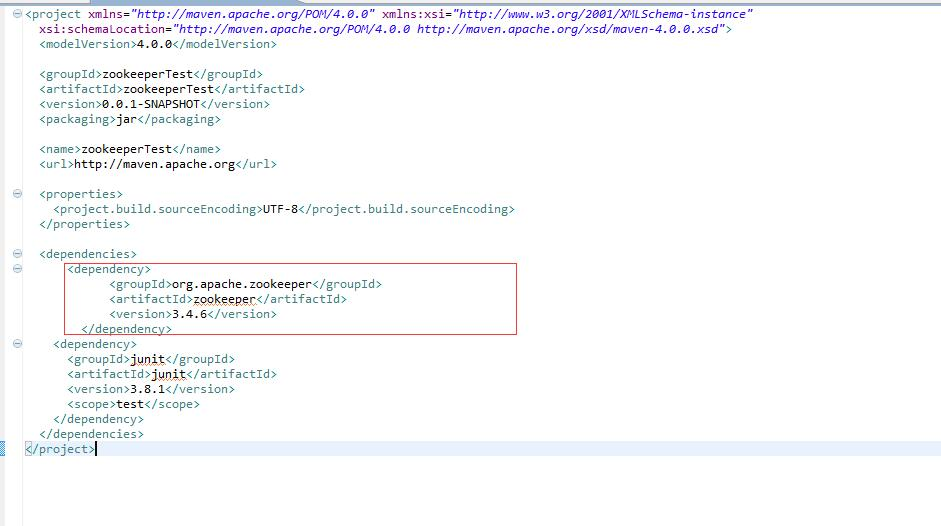 <project xmlns="http://maven.apache.org/POM/4.0.0" xmlns:xsi="http://www.w3.org/2001/XMLSchema-instance"
xsi:schemaLocation="http://maven.apache.org/POM/4.0.0 http://maven.apache.org/xsd/maven-4.0.0.xsd">
<modelVersion>4.0.0</modelVersion>
<groupId>zookeeperTest</groupId>
<artifactId>zookeeperTest</artifactId>
<version>0.0.1-SNAPSHOT</version>
<packaging>jar</packaging>
<name>zookeeperTest</name>
<url>http://maven.apache.org</url>
<properties>
<project.build.sourceEncoding>UTF-8</project.build.sourceEncoding>
</properties>
<dependencies>
<dependency>
<groupId>org.apache.zookeeper</groupId>
<artifactId>zookeeper</artifactId>
<version>3.4.6</version>
</dependency>
<dependency>
<groupId>junit</groupId>
<artifactId>junit</artifactId>
<version>3.8.1</version>
<scope>test</scope>
</dependency>
</dependencies>
</project>